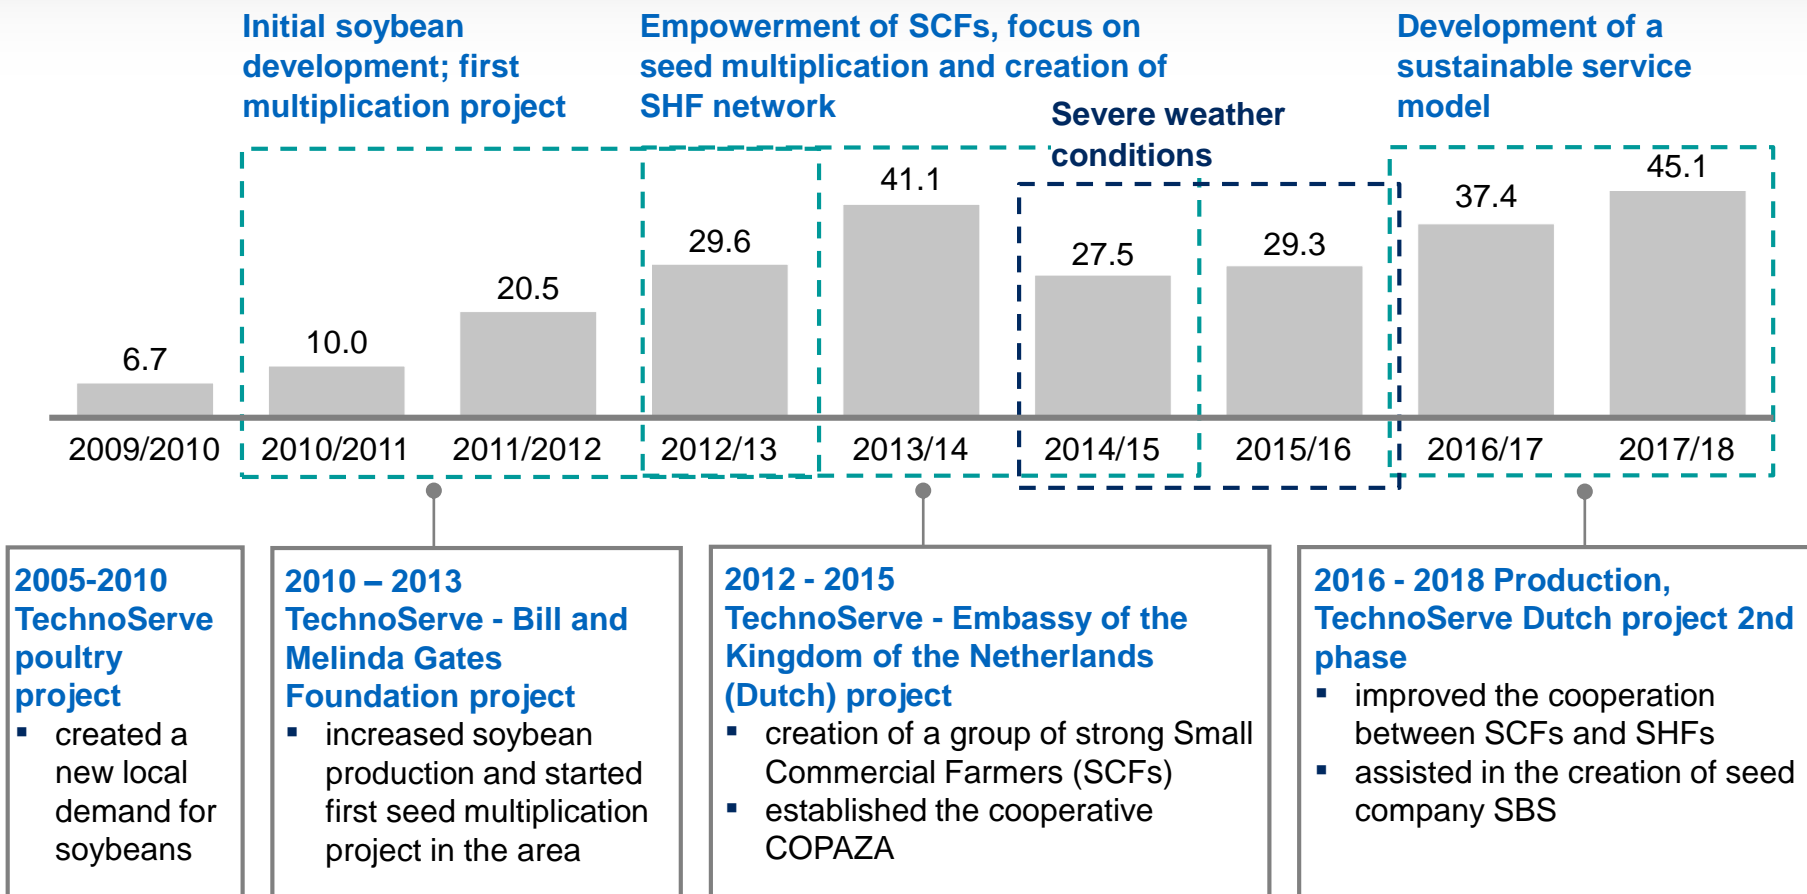 Initial soybean
development; first
multiplication project
Empowerment of SCFs, focus on
seed multiplication and creation of
SHF network
Severe weather
conditions
Development of a
sustainable service
model
6.7
10.0
20.5
29.6
41.1
27.5
29.3
37.4
45.1
2009/2010
2010/2011
2011/2012
2012/13
2013/14
2014/15
2015/16
2016/17
2017/18
2005-2010
TechnoServe
poultry
project
▪ created a
new local
demand for
soybeans
2010 – 2013
TechnoServe - Bill and
Melinda Gates
Foundation project
▪ increased soybean
production and started
first seed multiplication
project in the area
2012 - 2015
TechnoServe - Embassy of the
Kingdom of the Netherlands
(Dutch) project
▪ creation of a group of strong Small
Commercial Farmers (SCFs)
▪ established the cooperative
COPAZA
2016 - 2018 Production,
TechnoServe Dutch project 2nd
phase
▪ improved the cooperation
between SCFs and SHFs
▪ assisted in the creation of seed
company SBS